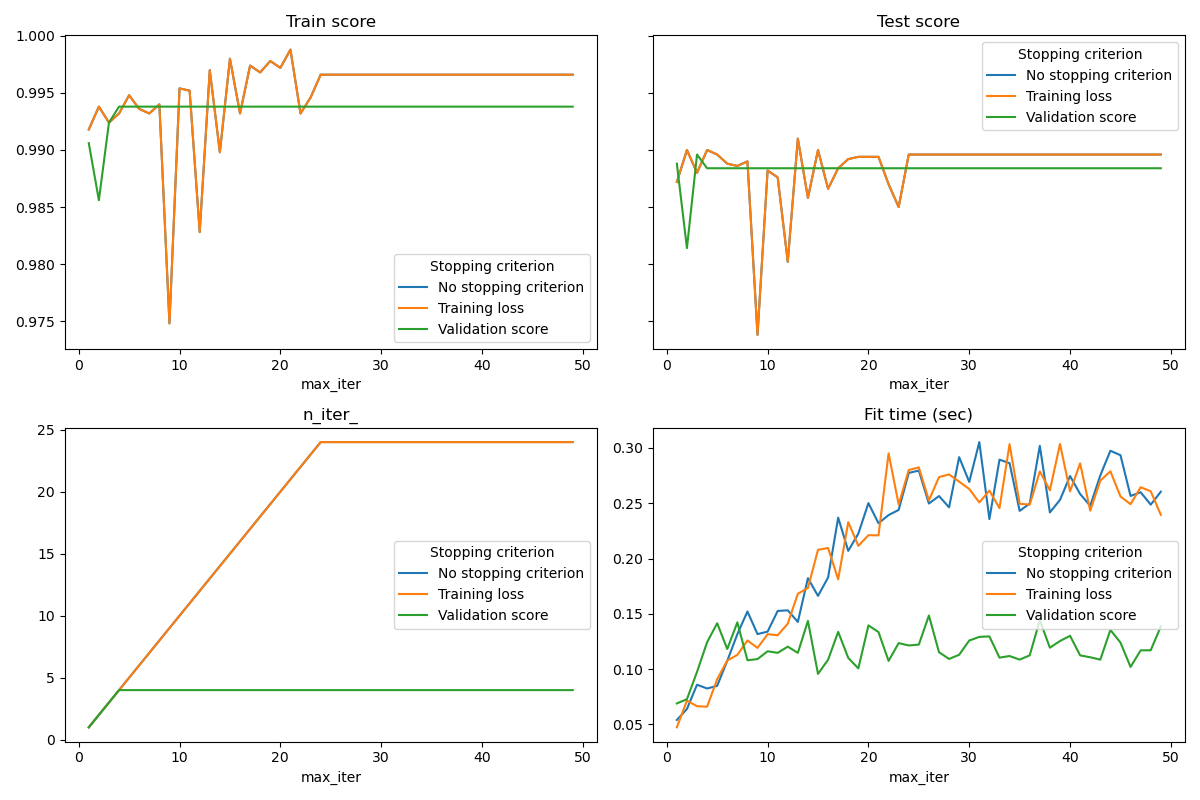 Train score
1.000
0.995
0.990
0.985
0.980
0.975
0
10
20
30
40
50
max_iter
Stopping criterion
No stopping criterion
Training loss
Validation score
Test score
0
10
20
30
40
50
max_iter
Stopping criterion
No stopping criterion
Training loss
Validation score
n_iter_
25
20
15
10
5
0
0
10
20
30
40
50
max_iter
Stopping criterion
No stopping criterion
Training loss
Validation score
Fit time (sec)
0.30
0.25
0.20
0.15
0.10
0.05
0
10
20
30
40
50
max_iter
Stopping criterion
No stopping criterion
Training loss
Validation score